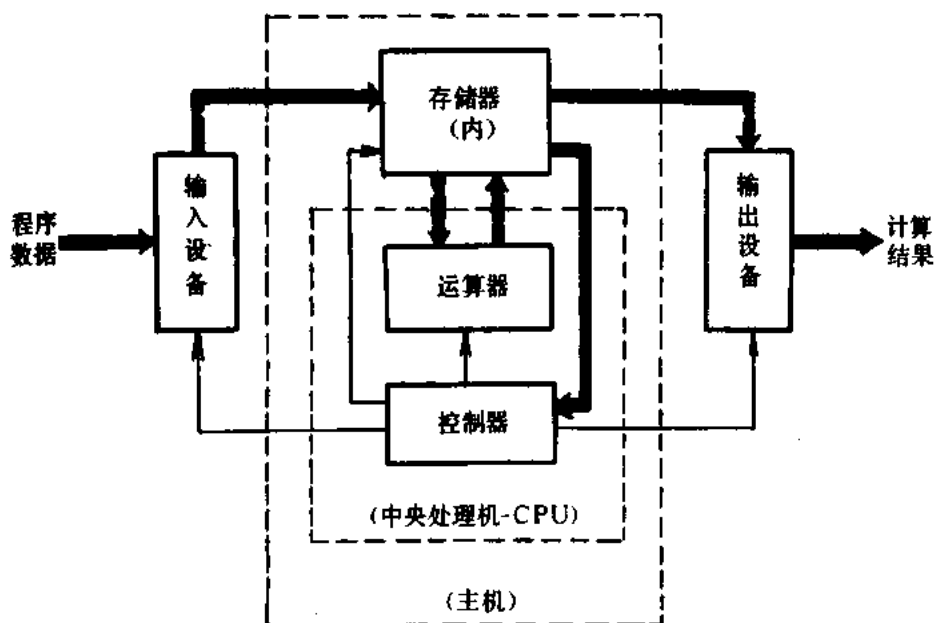 存储器
(内)
程序
数据
输入设备
运算器
控制器
(中央处理机-CPU)
(主机)
输出设备
计算
结果